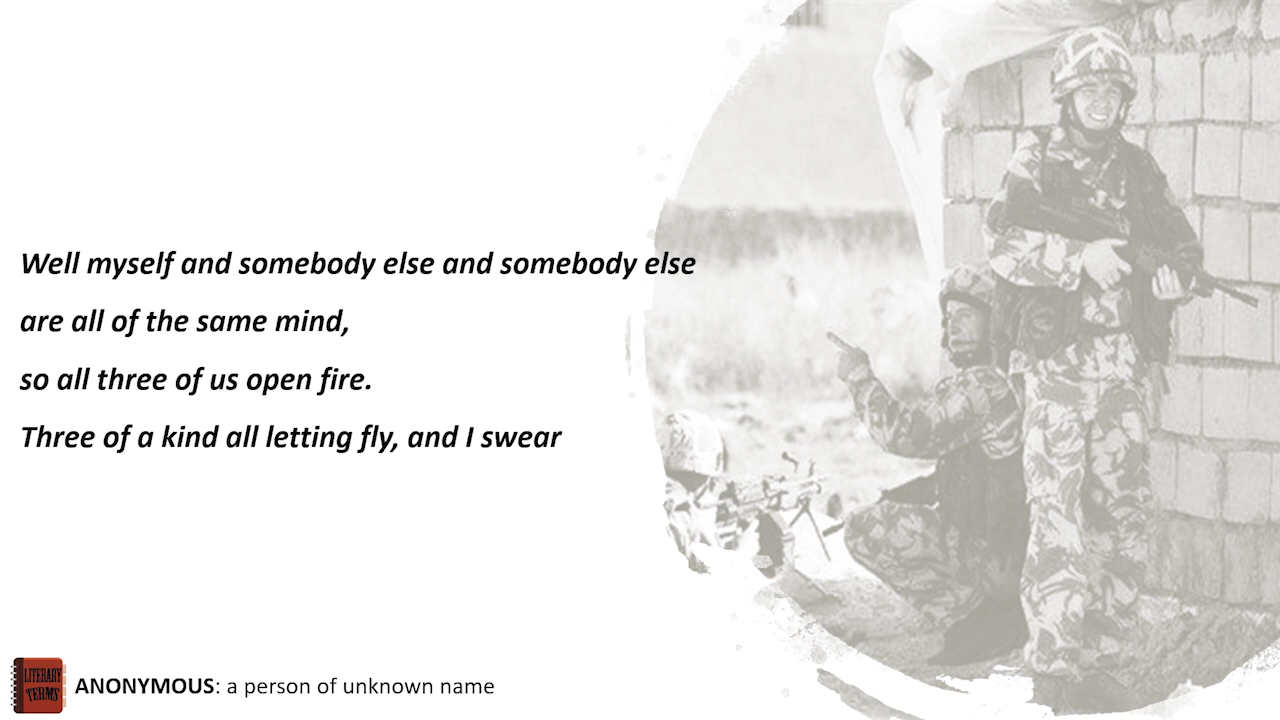 Well myself and somebody else and somebody else
are all of the same mind,
so all three of us open fire.
Three of a kind all letting fly, and I swear
LITERARY
TERMS
ANONYMOUS: a person of unknown name